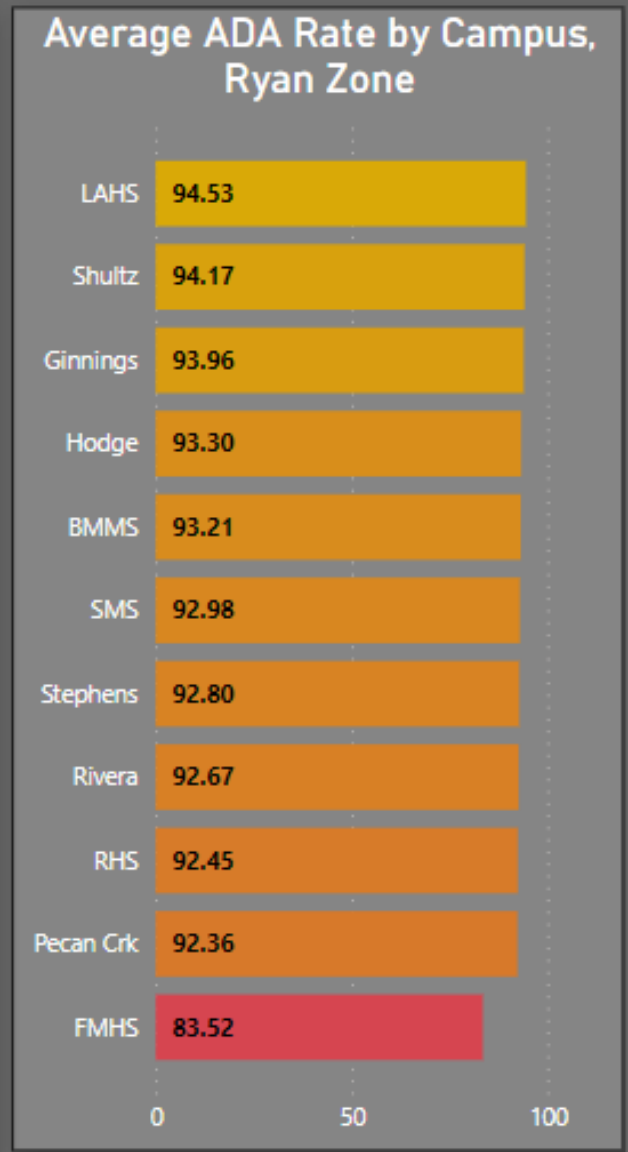 Average ADA Rate by Campus,
Ryan Zone
LAHS 94.53
Shultz 94.17
Ginnings 93.96
Hodge 93.30
BMMS 93.21
SMS 92.98
Stephens 92.80
Rivera 92.67
RHS 92.45
Pecan Crk 92.36
FMHS 83.52
0 50 100